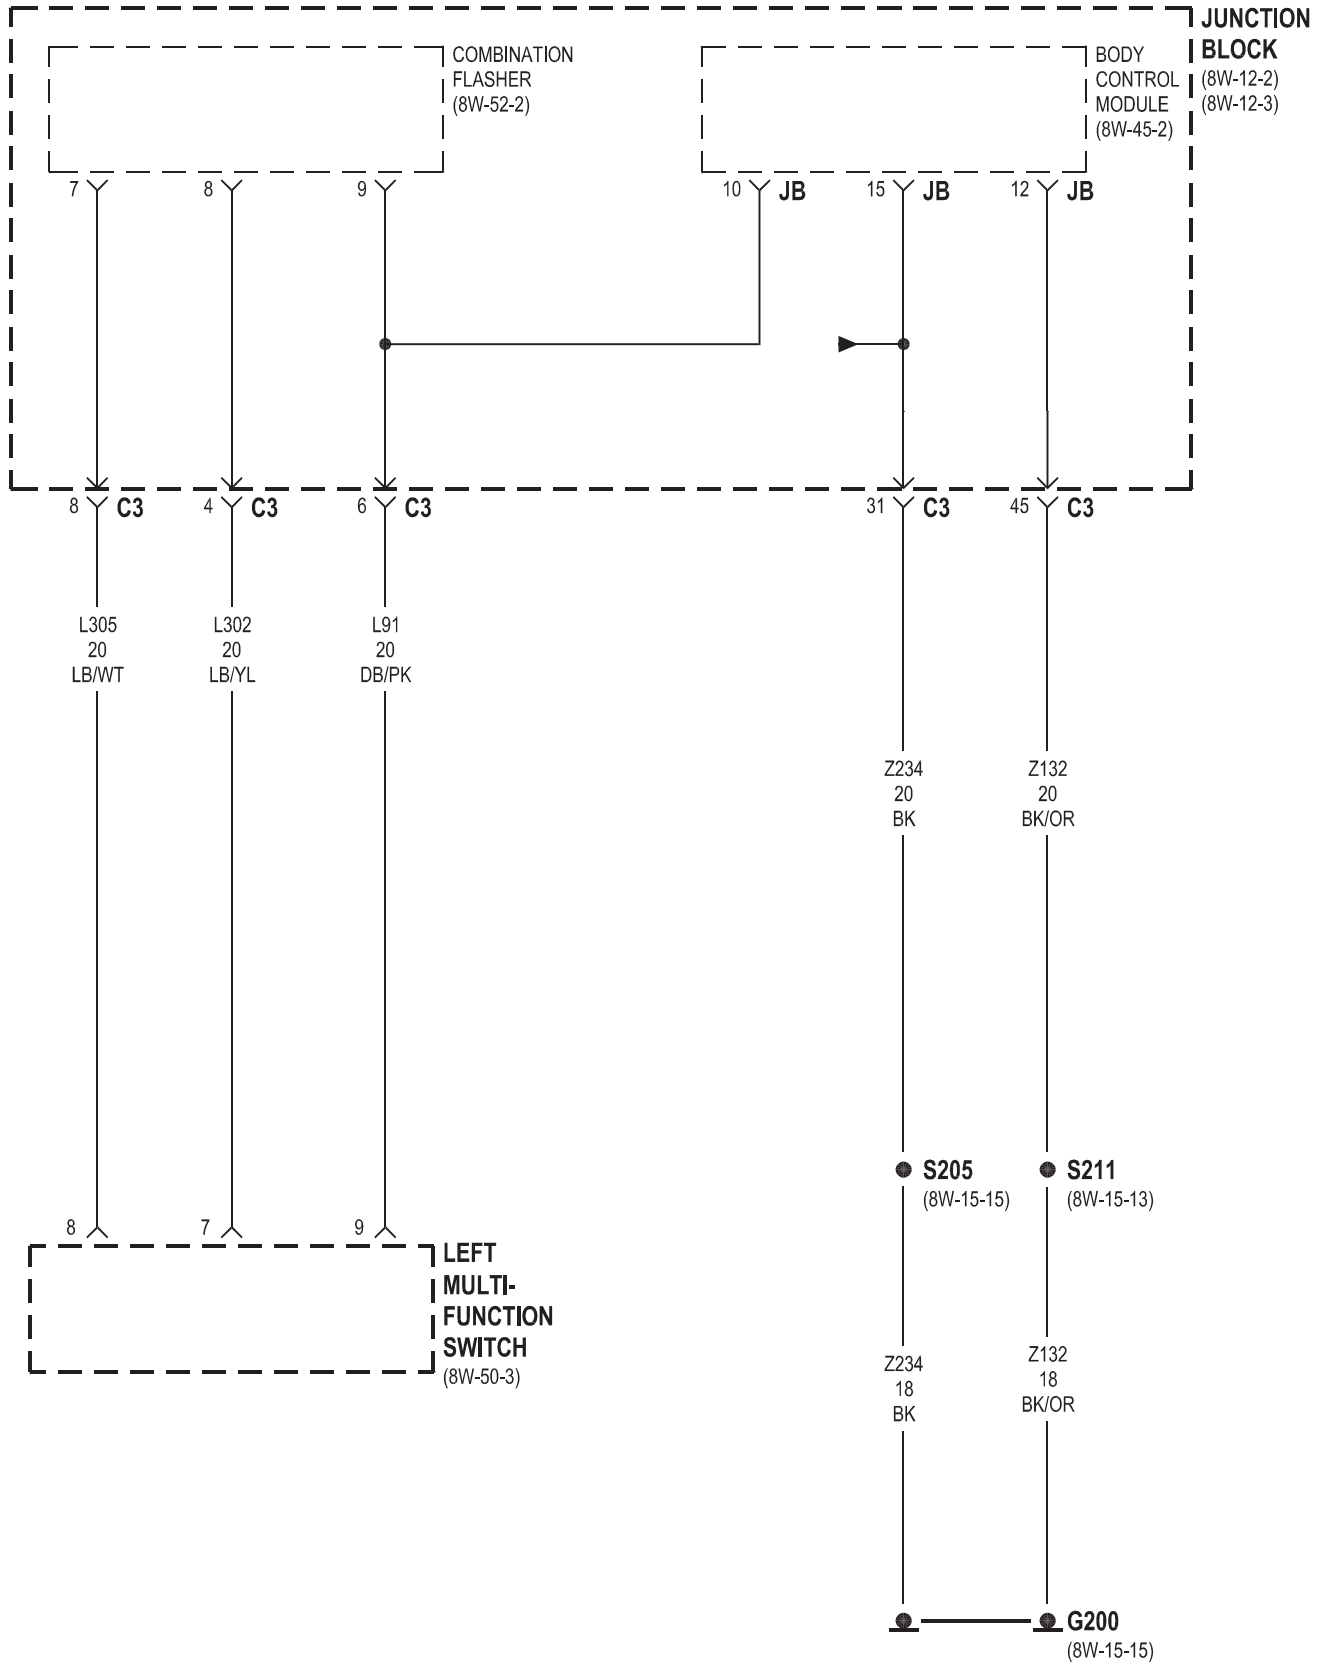 JUNCTION
BLOCK
(8W-12-2)
(8W-12-3)
COMBINATION
FLASHER
(8W-52-2)
BODY
CONTROL
MODULE
(8W-45-2)
7
8
9
10 JB
15 JB
12 JB
8 C3
4 C3
6 C3
31 C3
45 C3
L305
20
LB/WT
L302
20
LB/YL
L91
20
DB/PK
Z234
20
BK
Z132
20
BK/OR
S205
(8W-15-15)
S211
(8W-15-13)
8
7
9
LEFT
MULTI-
FUNCTION
SWITCH
(8W-50-3)
Z234
18
BK
Z132
18
BK/OR
G200
(8W-15-15)